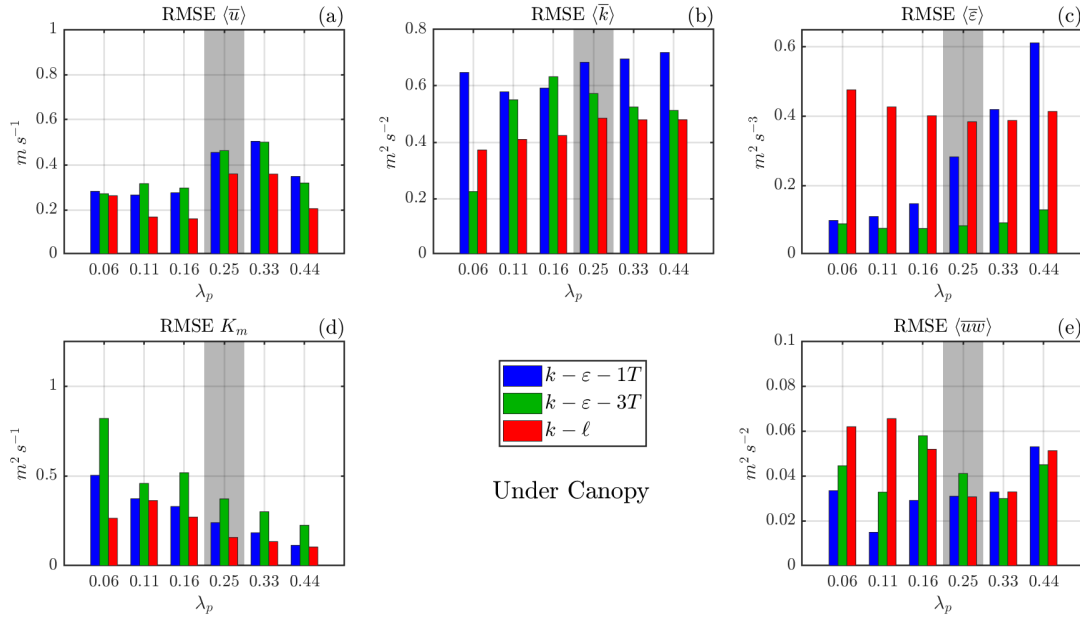 RMSE ⟨u̅⟩ (a)
1
0.8
0.6
0.4
0.2
0
m s⁻¹
0.06 0.11 0.16 0.25 0.33 0.44
λₚ
RMSE ⟨k̅⟩ (b)
1
0.8
0.6
0.4
0.2
0
m² s⁻²
0.06 0.11 0.16 0.25 0.33 0.44
λₚ
RMSE ⟨ε̅⟩ (c)
0.6
0.4
0.2
0
m² s⁻³
0.06 0.11 0.16 0.25 0.33 0.44
λₚ
RMSE Kₘ (d)
1
0.5
0
m² s⁻¹
0.06 0.11 0.16 0.25 0.33 0.44
λₚ
k − ε − 1T
k − ε − 3T
k − ℓ
Under Canopy
RMSE ⟨u̅w̅⟩ (e)
0.1
0.08
0.06
0.04
0.02
0
m² s⁻²
0.06 0.11 0.16 0.25 0.33 0.44
λₚ